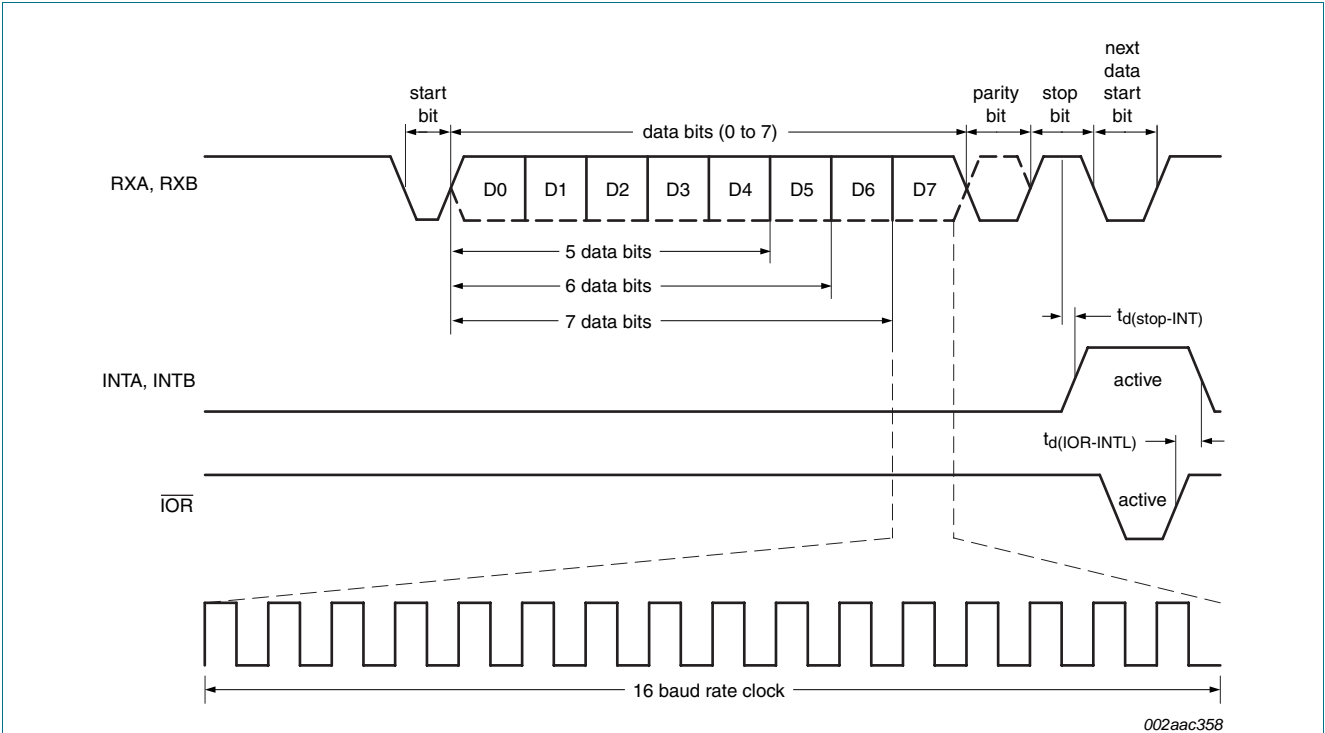 next
data
start
bit
start
bit
parity
bit
stop
bit
data bits (0 to 7)
RXA, RXB
D0 D1 D2 D3 D4 D5 D6 D7
5 data bits
6 data bits
7 data bits
td(stop-INT)
INTA, INTB
active
td(IOR-INTL)
IOR
active
16 baud rate clock
002aac358